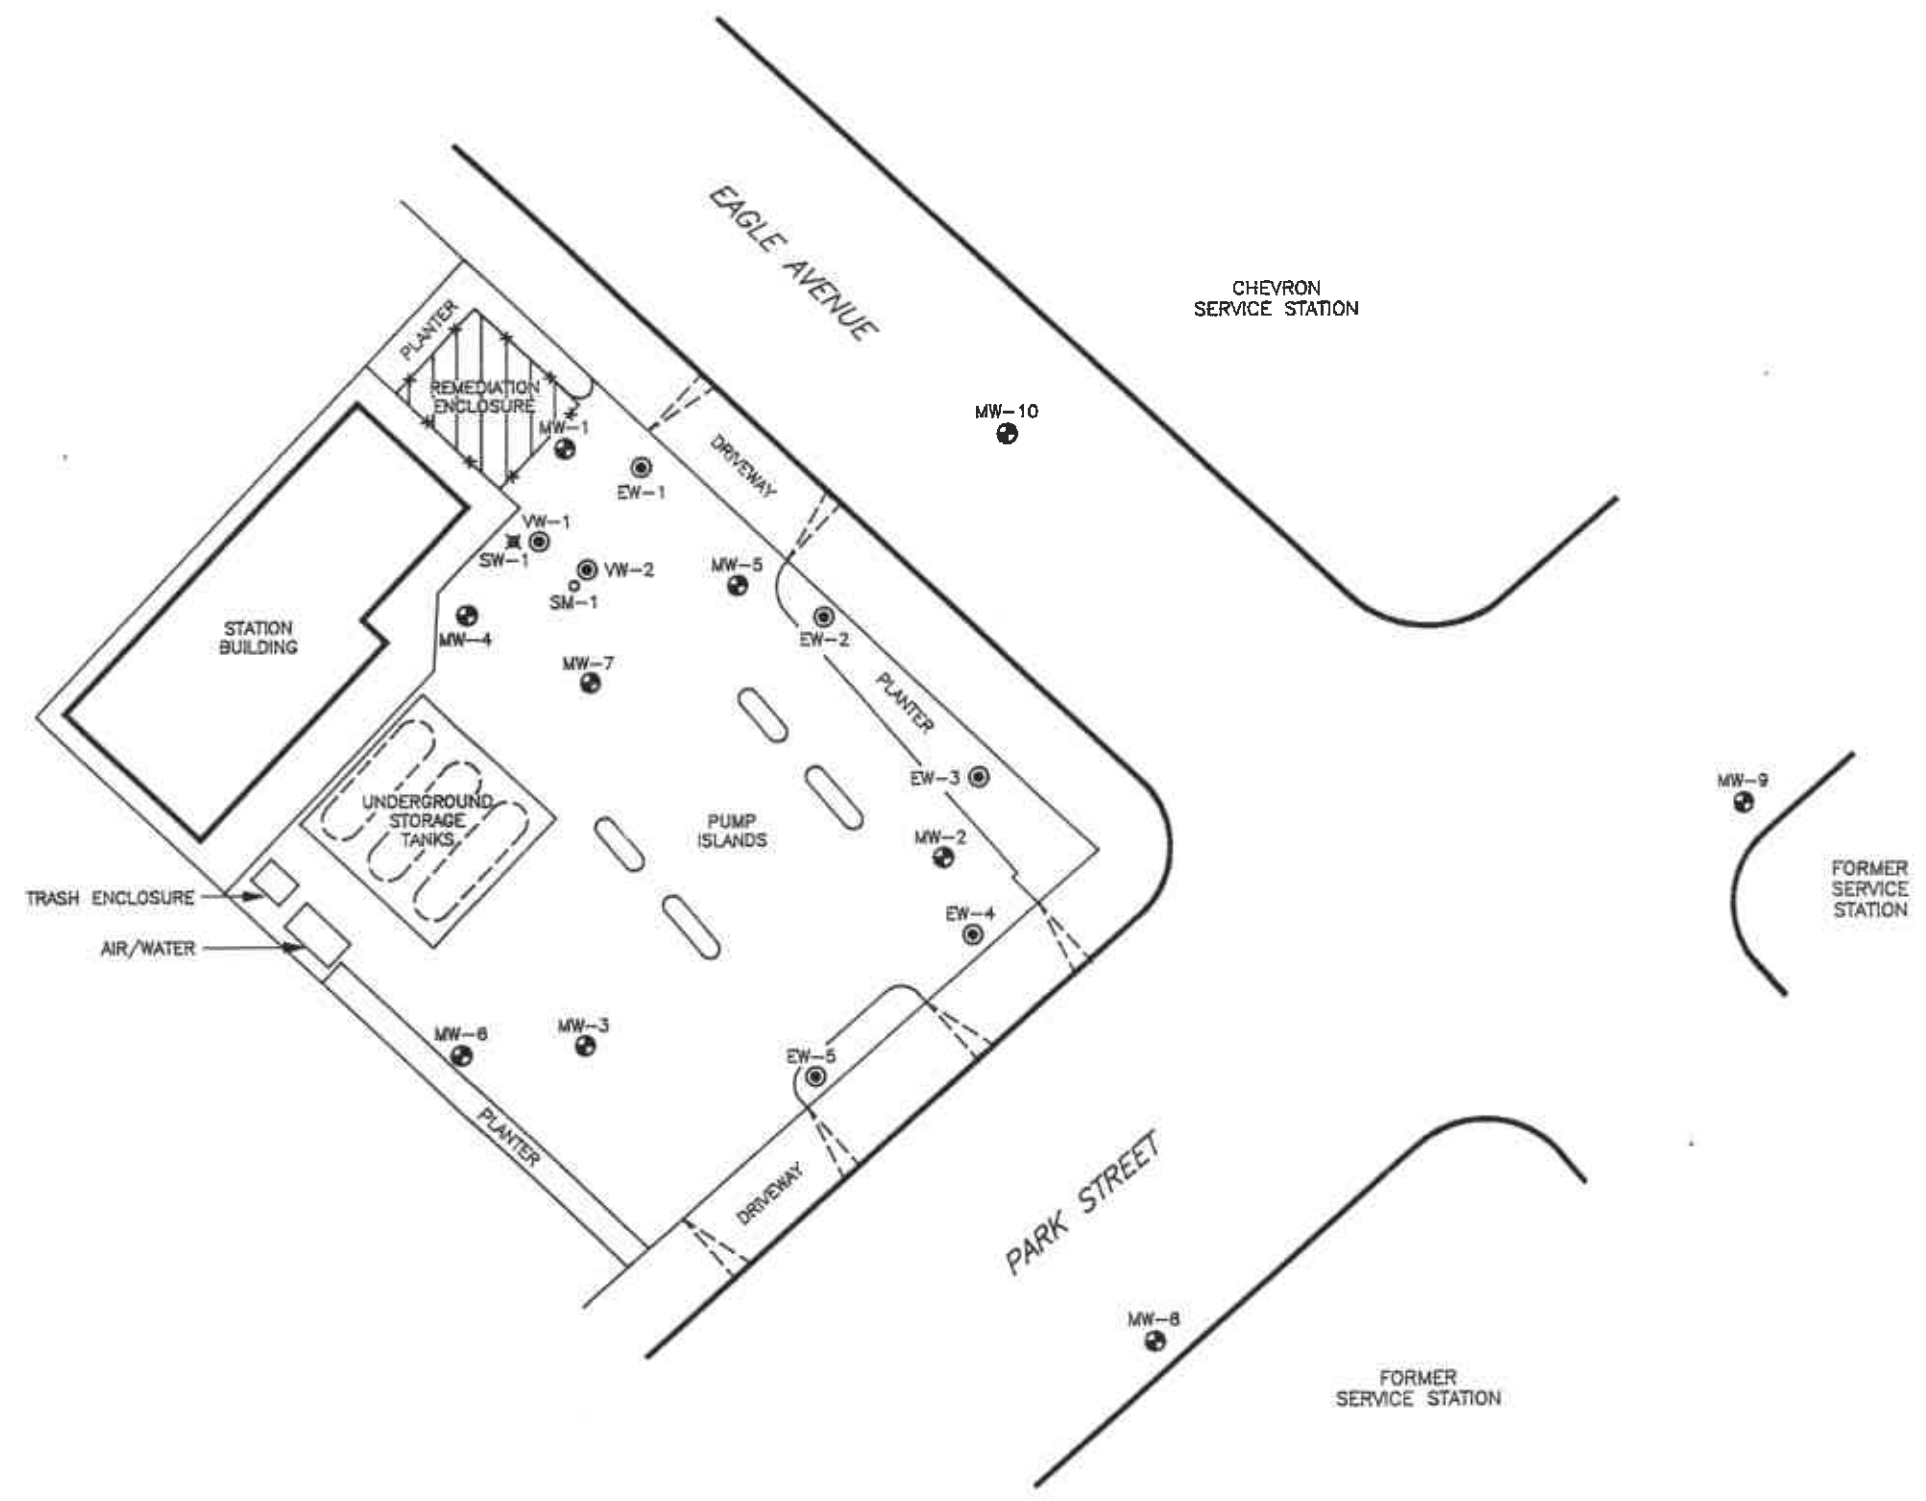 EAGLE AVENUE
CHEVRON
SERVICE STATION
PLANTER
REMEDIATION
ENCLOSURE
MW-1
MW-10
DRIVEWAY
EW-1
VW-1
SW-1
VW-2
SM-1
MW-5
EW-2
MW-4
STATION
BUILDING
MW-7
PLANTER
EW-3
MW-9
UNDERGROUND
STORAGE
TANKS
PUMP
ISLANDS
MW-2
FORMER
SERVICE
STATION
TRASH ENCLOSURE
EW-4
AIR/WATER
MW-6
MW-3
EW-5
PLANTER
DRIVEWAY
PARK STREET
MW-8
FORMER
SERVICE STATION